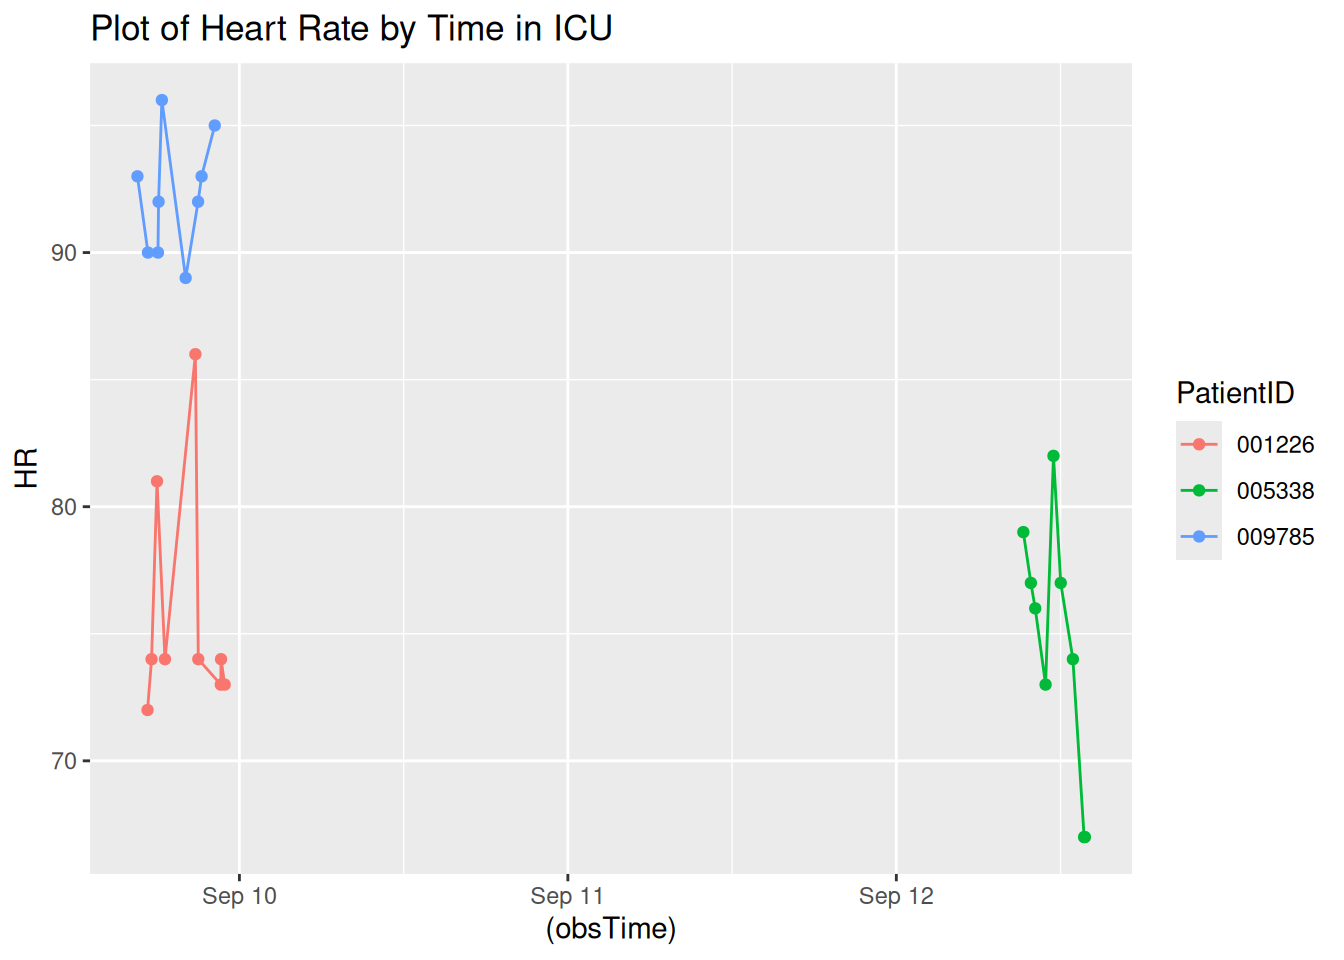 Plot of Heart Rate by Time in ICU
HR
90
80
70
Sep 10
Sep 11
Sep 12
(obsTime)
PatientID
001226
005338
009785